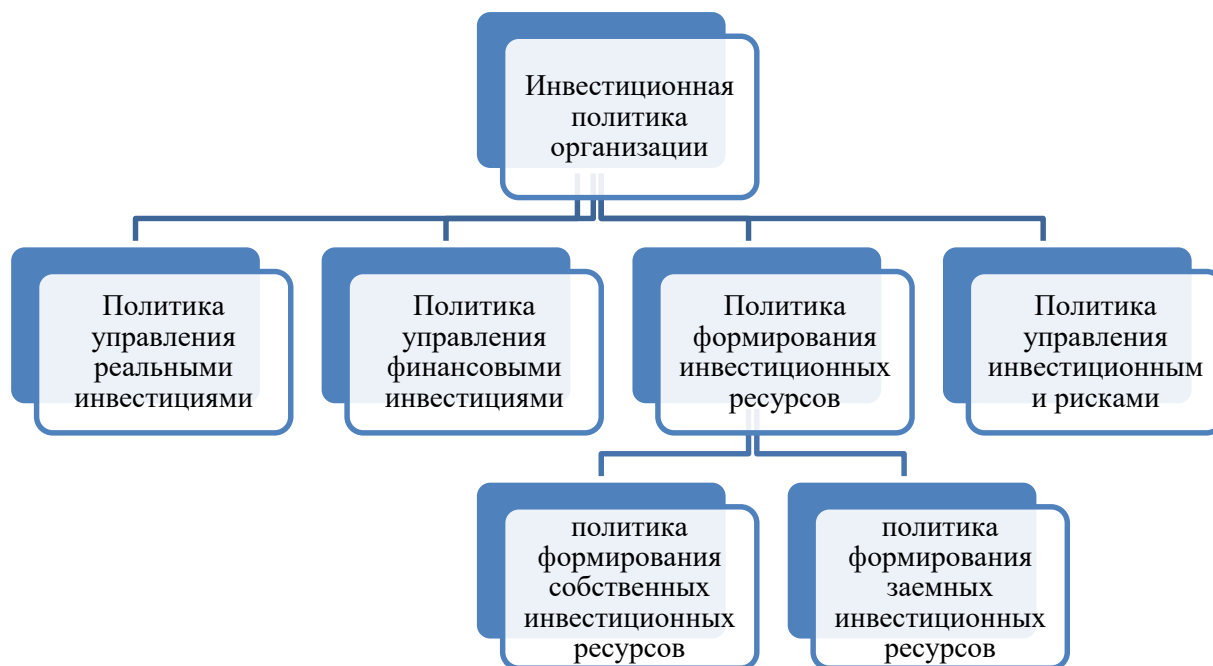 Инвестиционная
политика
организации
Политика
управления
реальными
инвестициями
Политика
управления
финансовыми
инвестициями
Политика
формирования
инвестиционных
ресурсов
Политика
управления
инвестиционным
и рисками
политика
формирования
собственных
инвестиционных
ресурсов
политика
формирования
заемных
инвестиционных
ресурсов